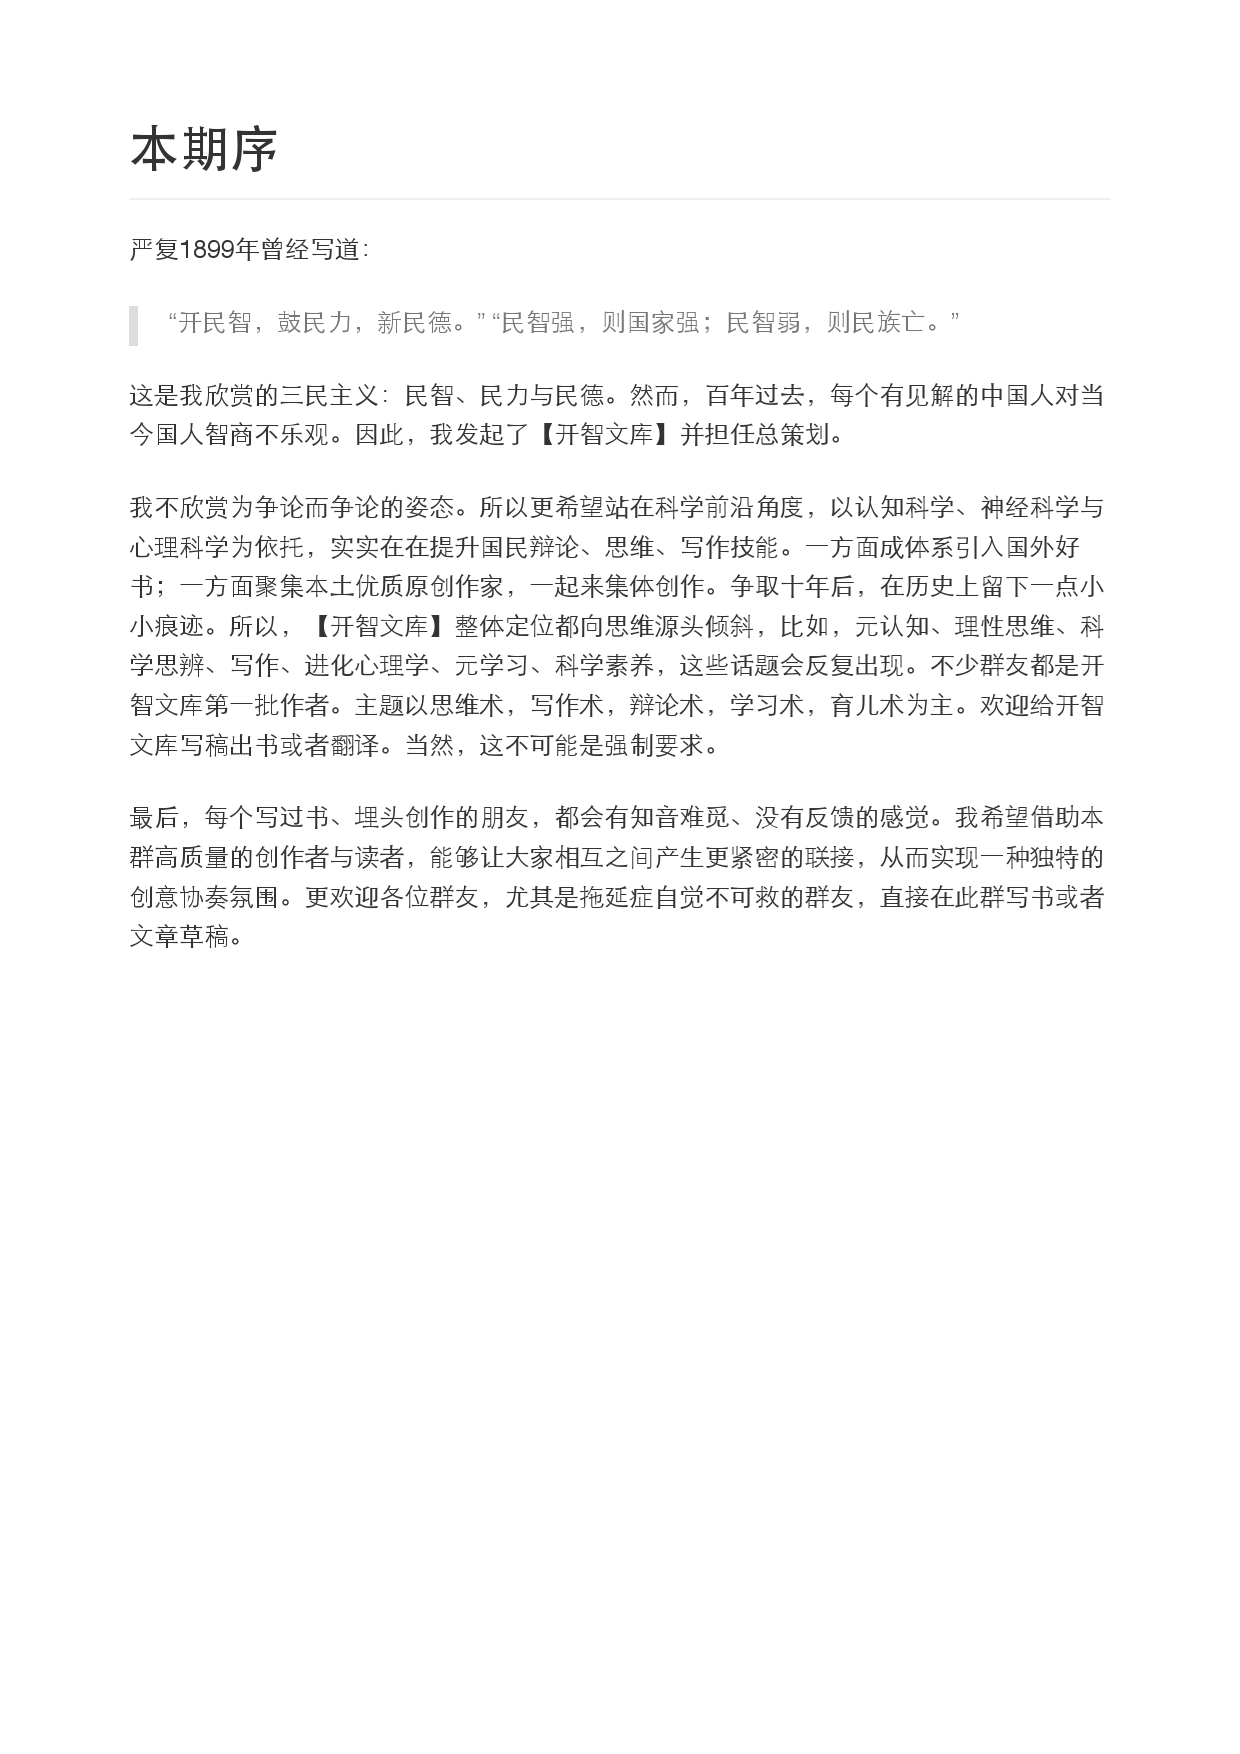 本期序
严复1899年曾经写道：
“开民智，鼓民力，新民德。” “民智强，则国家强；民智弱，则民族亡。”
这是我欣赏的三民主义：民智、民力与民德。然而，百年过去，每个有见解的中国人对当
今国人智商不乐观。因此，我发起了【开智文库】并担任总策划。
我不欣赏为争论而争论的姿态。所以更希望站在科学前沿角度，以认知科学、神经科学与
心理科学为依托，实实在在提升国民辩论、思维、写作技能。一方面成体系引入国外好
书；一方面聚集本土优质原创作家，一起来集体创作。争取十年后，在历史上留下一点小
小痕迹。所以，【开智文库】整体定位都向思维源头倾斜，比如，元认知、理性思维、科
学思辨、写作、进化心理学、元学习、科学素养，这些话题会反复出现。不少群友都是开
智文库第一批作者。主题以思维术，写作术，辩论术，学习术，育儿术为主。欢迎给开智
文库写稿出书或者翻译。当然，这不可能是强制要求。
最后，每个写过书、埋头创作的朋友，都会有知音难觅、没有反馈的感觉。我希望借助本
群高质量的创作者与读者，能够让大家相互之间产生更紧密的联接，从而实现一种独特的
创意协奏氛围。更欢迎各位群友，尤其是拖延症自觉不可救的群友，直接在此群写书或者
文章草稿。